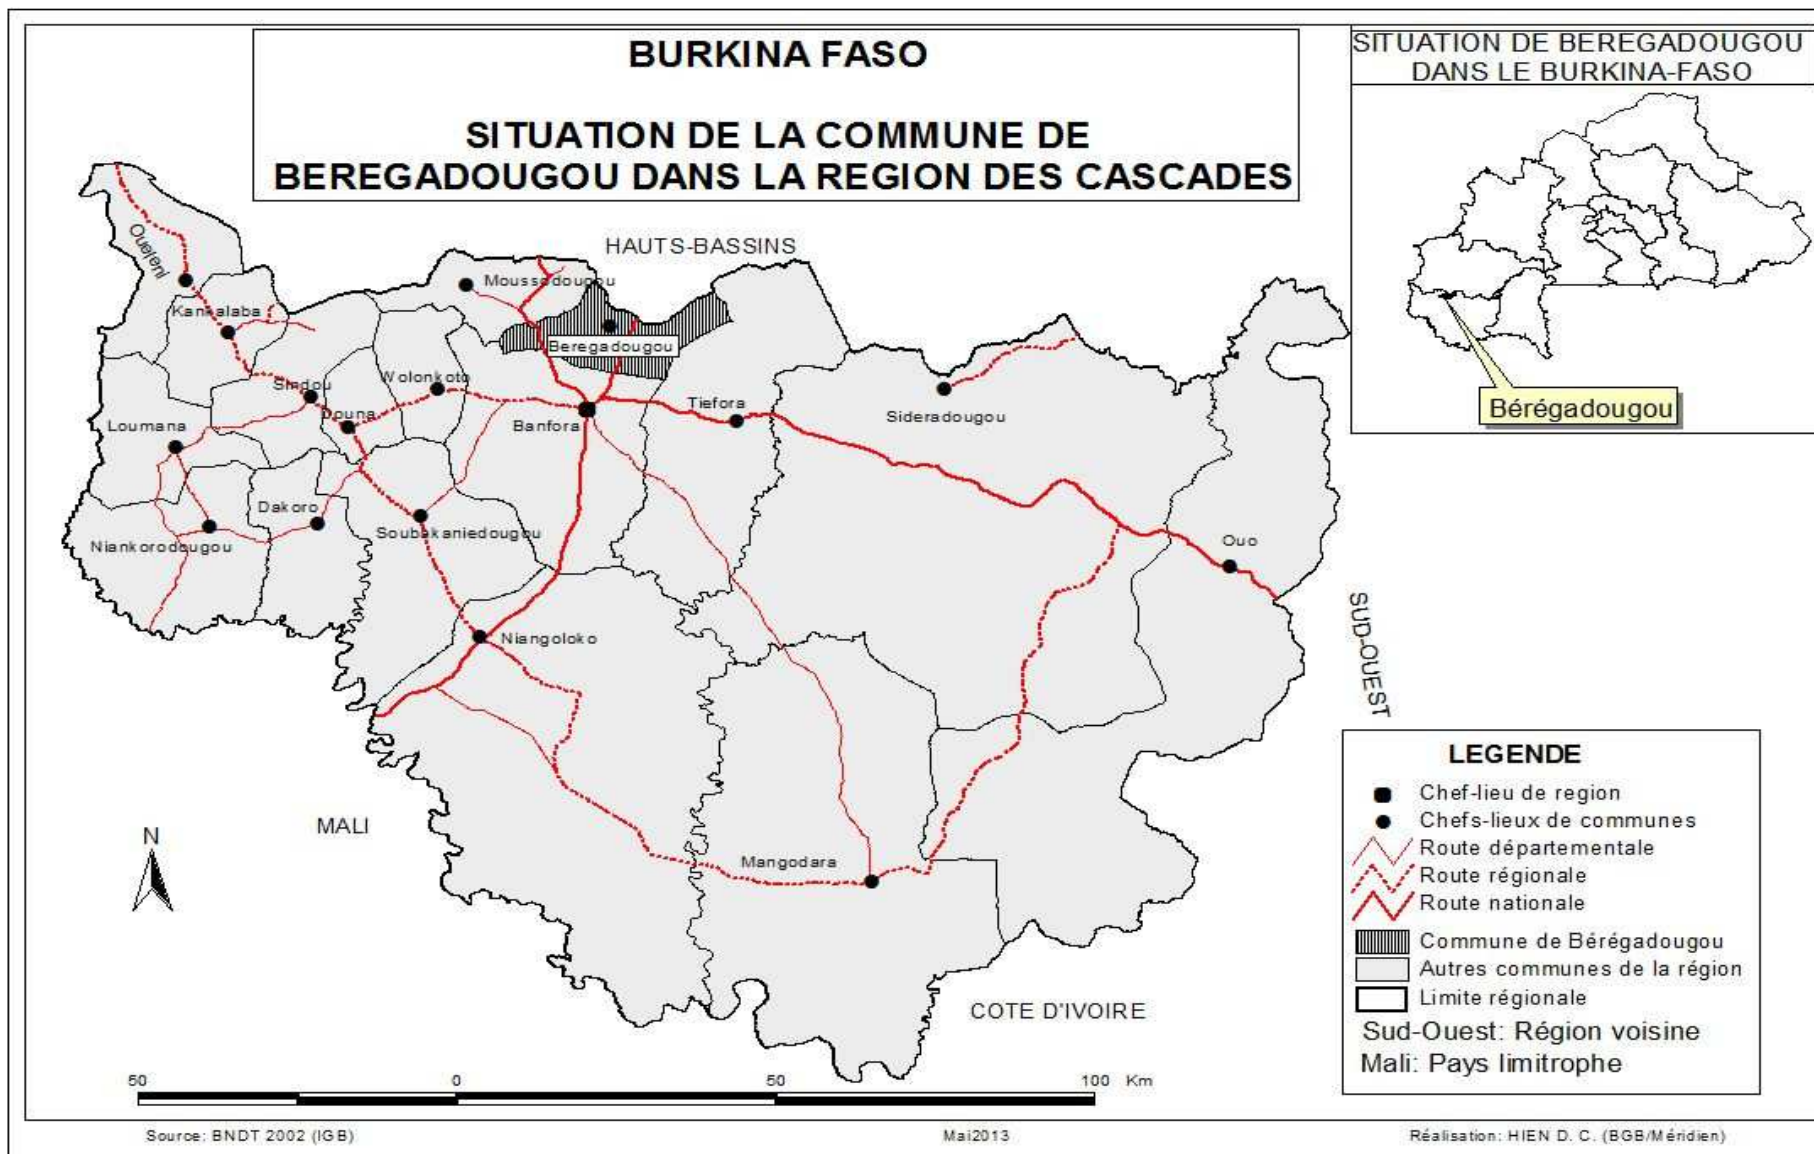 BURKINA FASO
SITUATION DE LA COMMUNE DE
BEREGADOUGOU DANS LA REGION DES CASCADES
SITUATION DE BEREGADOUGOU
DANS LE BURKINA-FASO
Bérégadougou
HAUTS-BASSINS
Oueleni
Moussodougou
Kankalaba
Beregadougou
Sindou
Wolonkoto
Douna
Loumana
Banfora
Tiefora
Sideradougou
Dakoro
Soubakaniedougou
Niankorodougou
Ouo
Niangoloko
SUD-OUEST
MALI
Mangodara
COTE D'IVOIRE
N
LEGENDE
Chef-lieu de region
Chefs-lieux de communes
Route départementale
Route régionale
Route nationale
Commune de Bérégadougou
Autres communes de la région
Limite régionale
Sud-Ouest: Région voisine
Mali: Pays limitrophe
50 0 50 100 Km
Source: BNDT 2002 (IGB)
Mai2013
Réalisation: HIEN D. C. (BGB/Méridien)